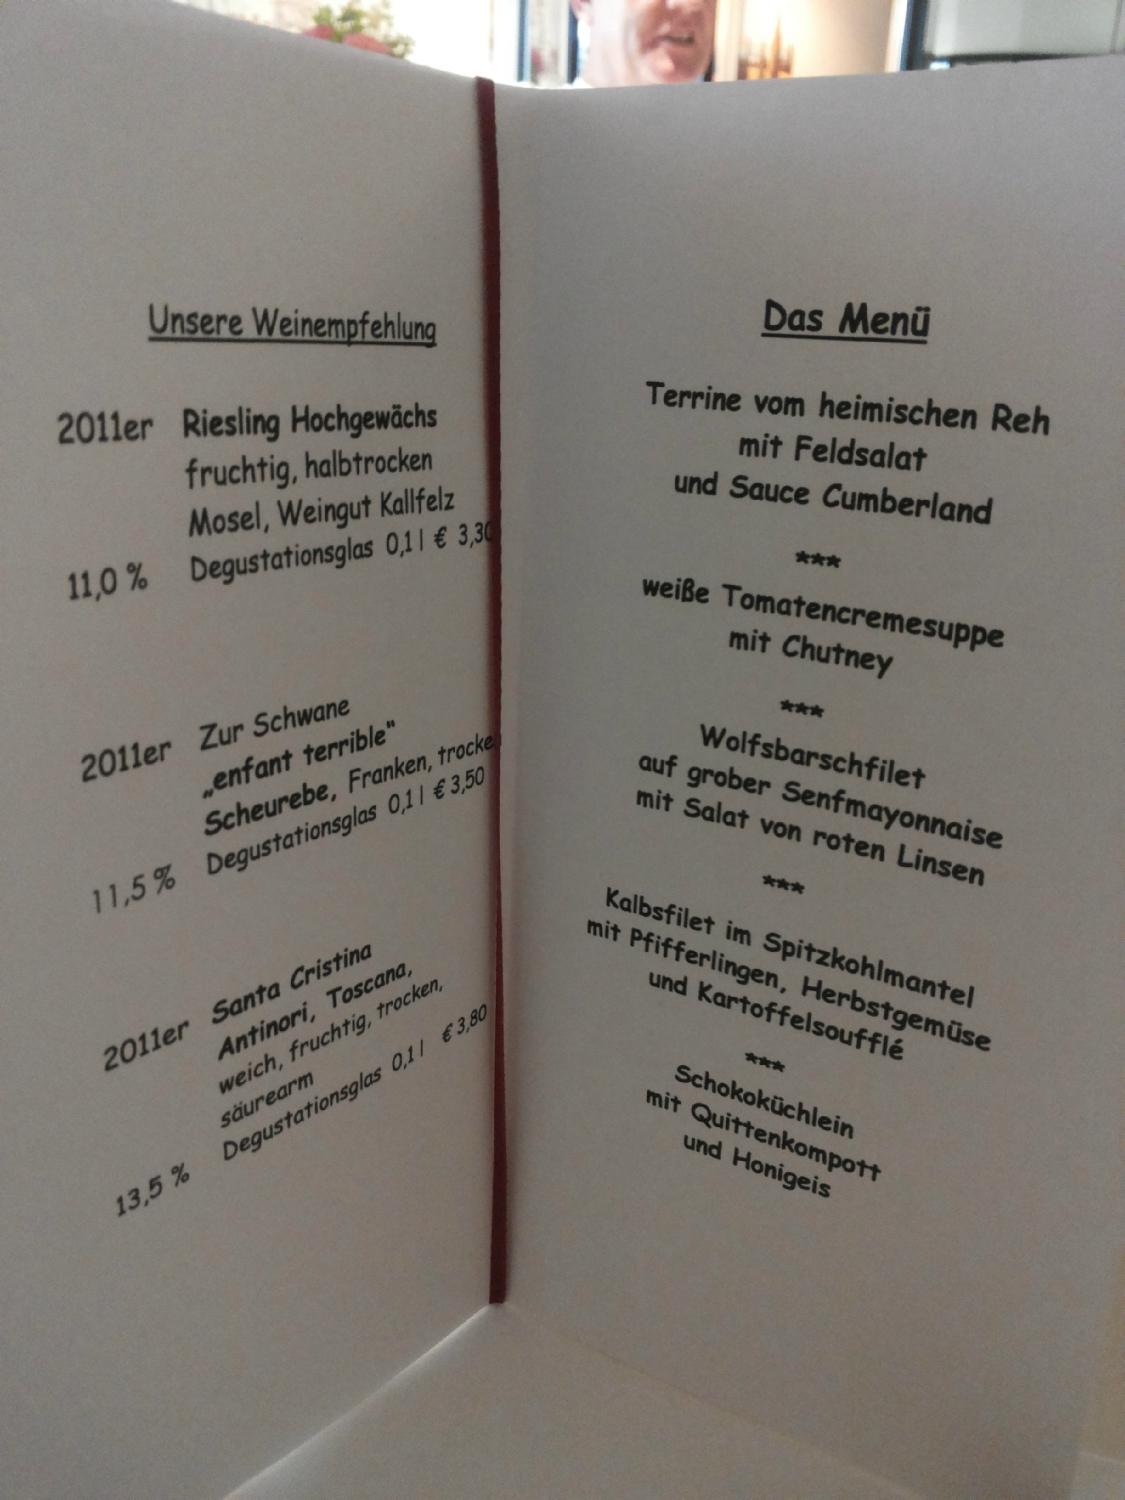 Unsere Weinempfehlung
2011er Riesling Hochgewächs
fruchtig, halbtrocken
Mosel, Weingut Kallfelz
11,0 % Degustationsglas 0,1 l € 3,30
2011er Zur Schwane
„enfant terrible“
Scheurebe, Franken, trocke
11,5 % Degustationsglas 0,1 l € 3,50
2011er Santa Cristina
Antinori, Toscana,
weich, fruchtig, trocken,
säurearm
13,5 % Degustationsglas 0,1 l € 3,80
Das Menü
Terrine vom heimischen Reh
mit Feldsalat
und Sauce Cumberland
***
weiße Tomatencremesuppe
mit Chutney
***
Wolfsbarschfilet
auf grober Senfmayonnaise
mit Salat von roten Linsen
***
Kalbsfilet im Spitzkohlmantel
mit Pfifferlingen, Herbstgemüse
und Kartoffelsoufflé
***
Schokoküchlein
mit Quittenkompott
und Honigeis